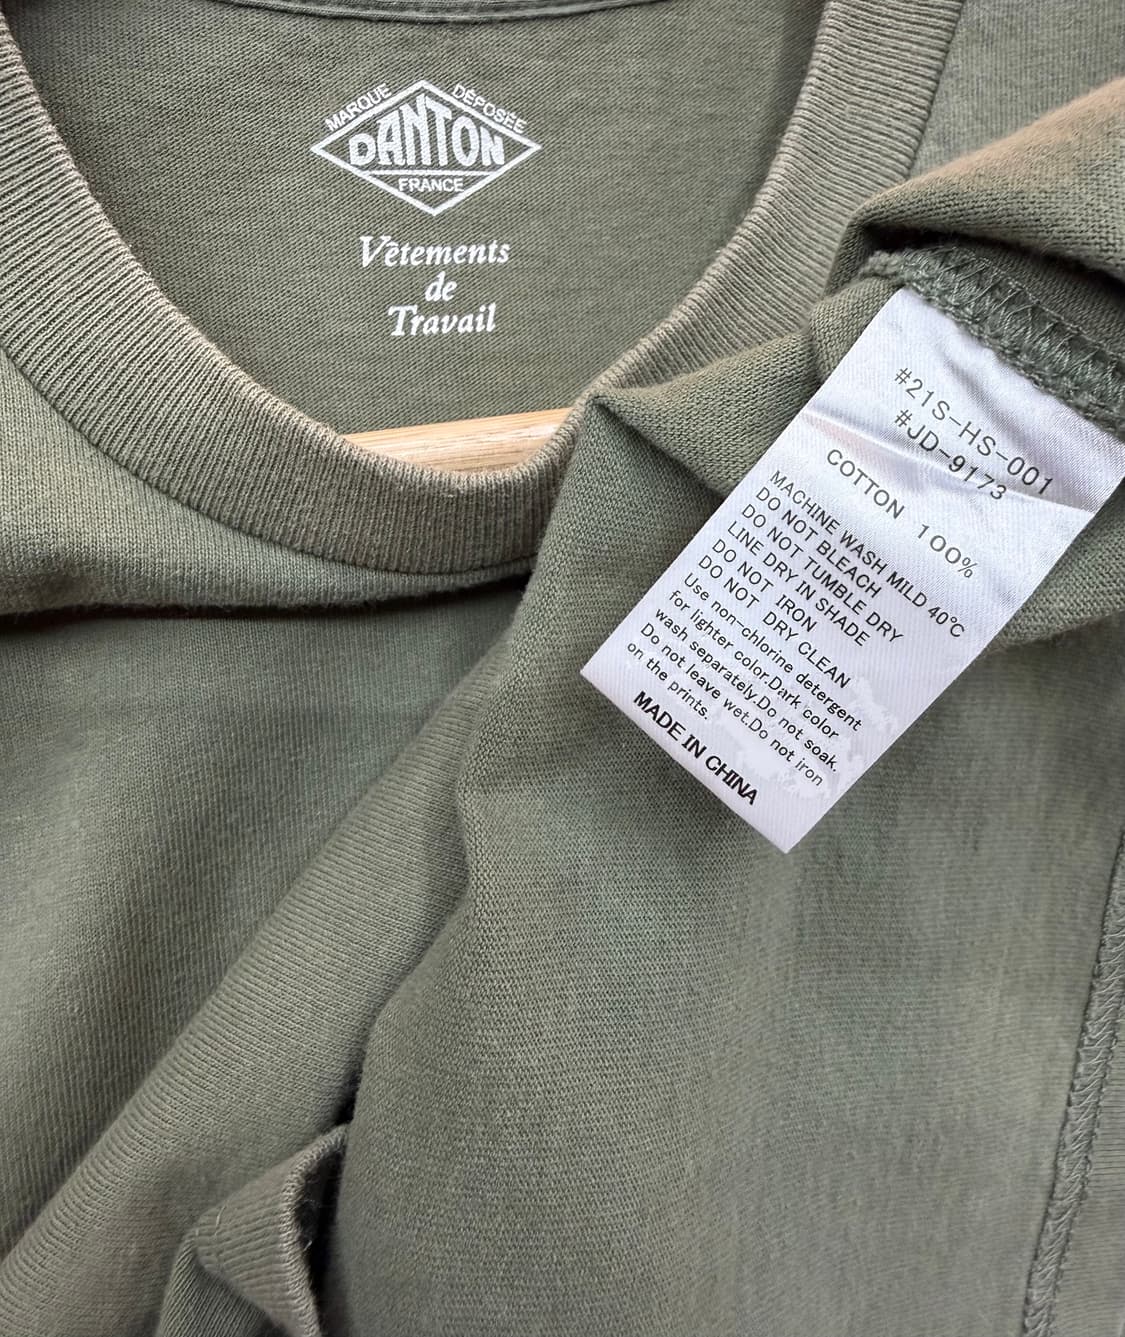 MARQUE DÉPOSÉE
DANTON
FRANCE
Vêtements
de
Travail
#21S-HS-001
#JD-9173
COTTON 100%
MACHINE WASH MILD 40℃
DO NOT BLEACH
DO NOT TUMBLE DRY
LINE DRY IN SHADE
DO NOT IRON
DO NOT DRY CLEAN
Use non-chlorine detergent
for lighter color.Dark color
wash separately.Do not soak.
Do not leave wet.Do not iron
on the prints.
MADE IN CHINA